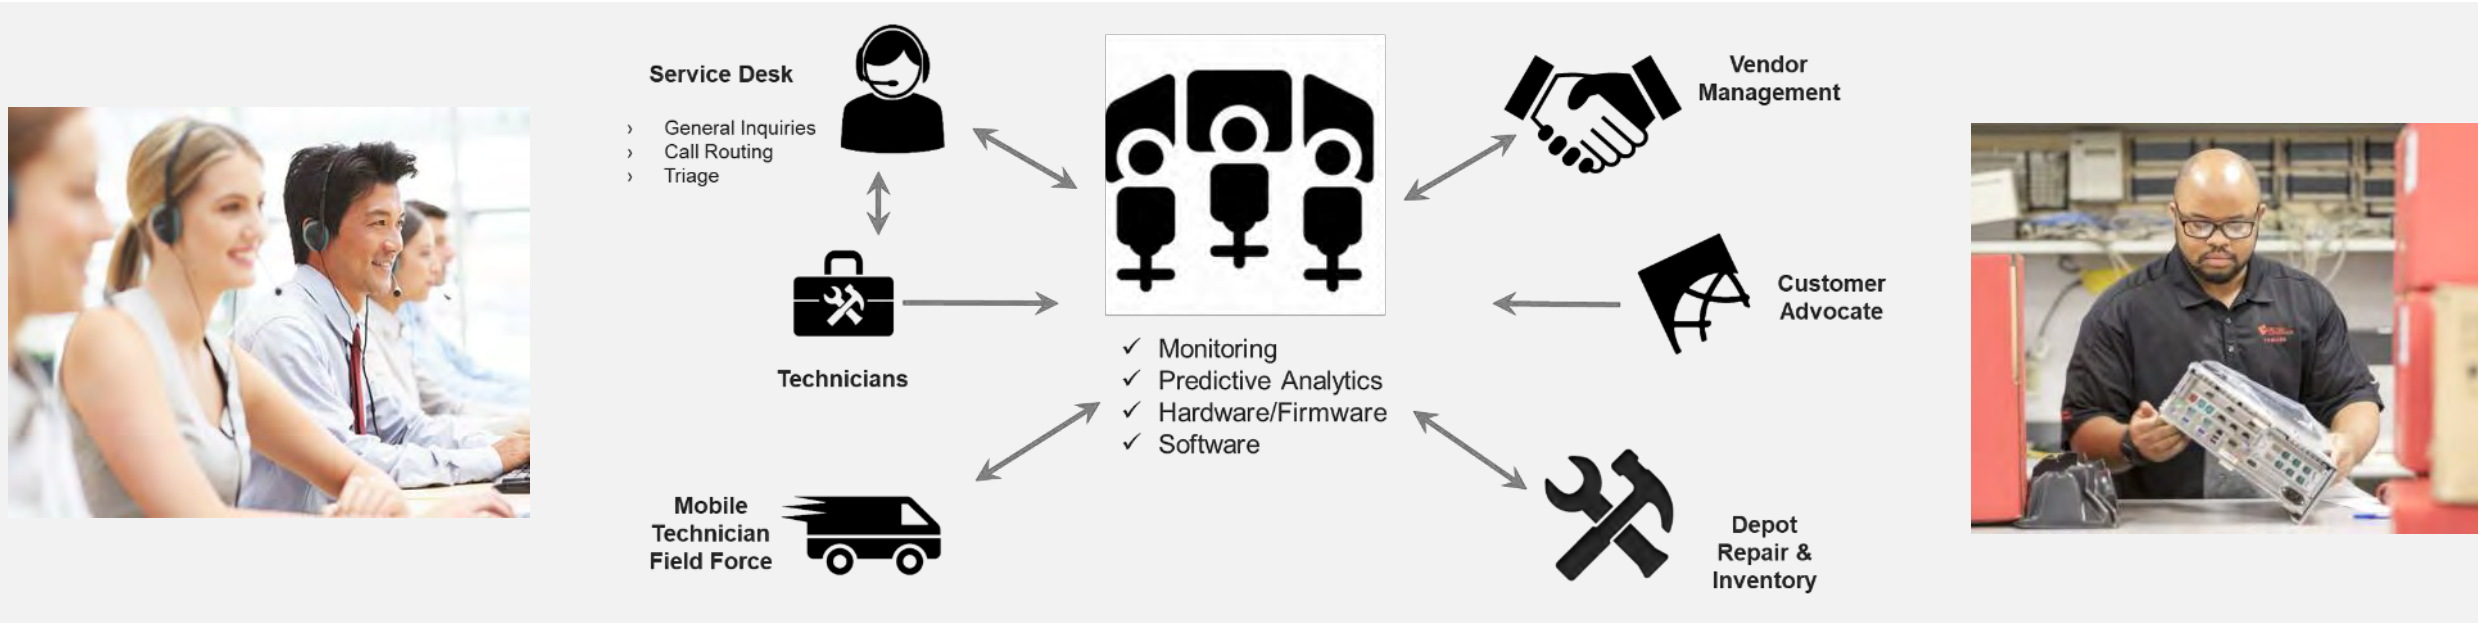 Service Desk
› General Inquiries
› Call Routing
› Triage
Technicians
Mobile
Technician
Field Force
✓ Monitoring
✓ Predictive Analytics
✓ Hardware/Firmware
✓ Software
Vendor
Management
Customer
Advocate
Depot
Repair &
Inventory